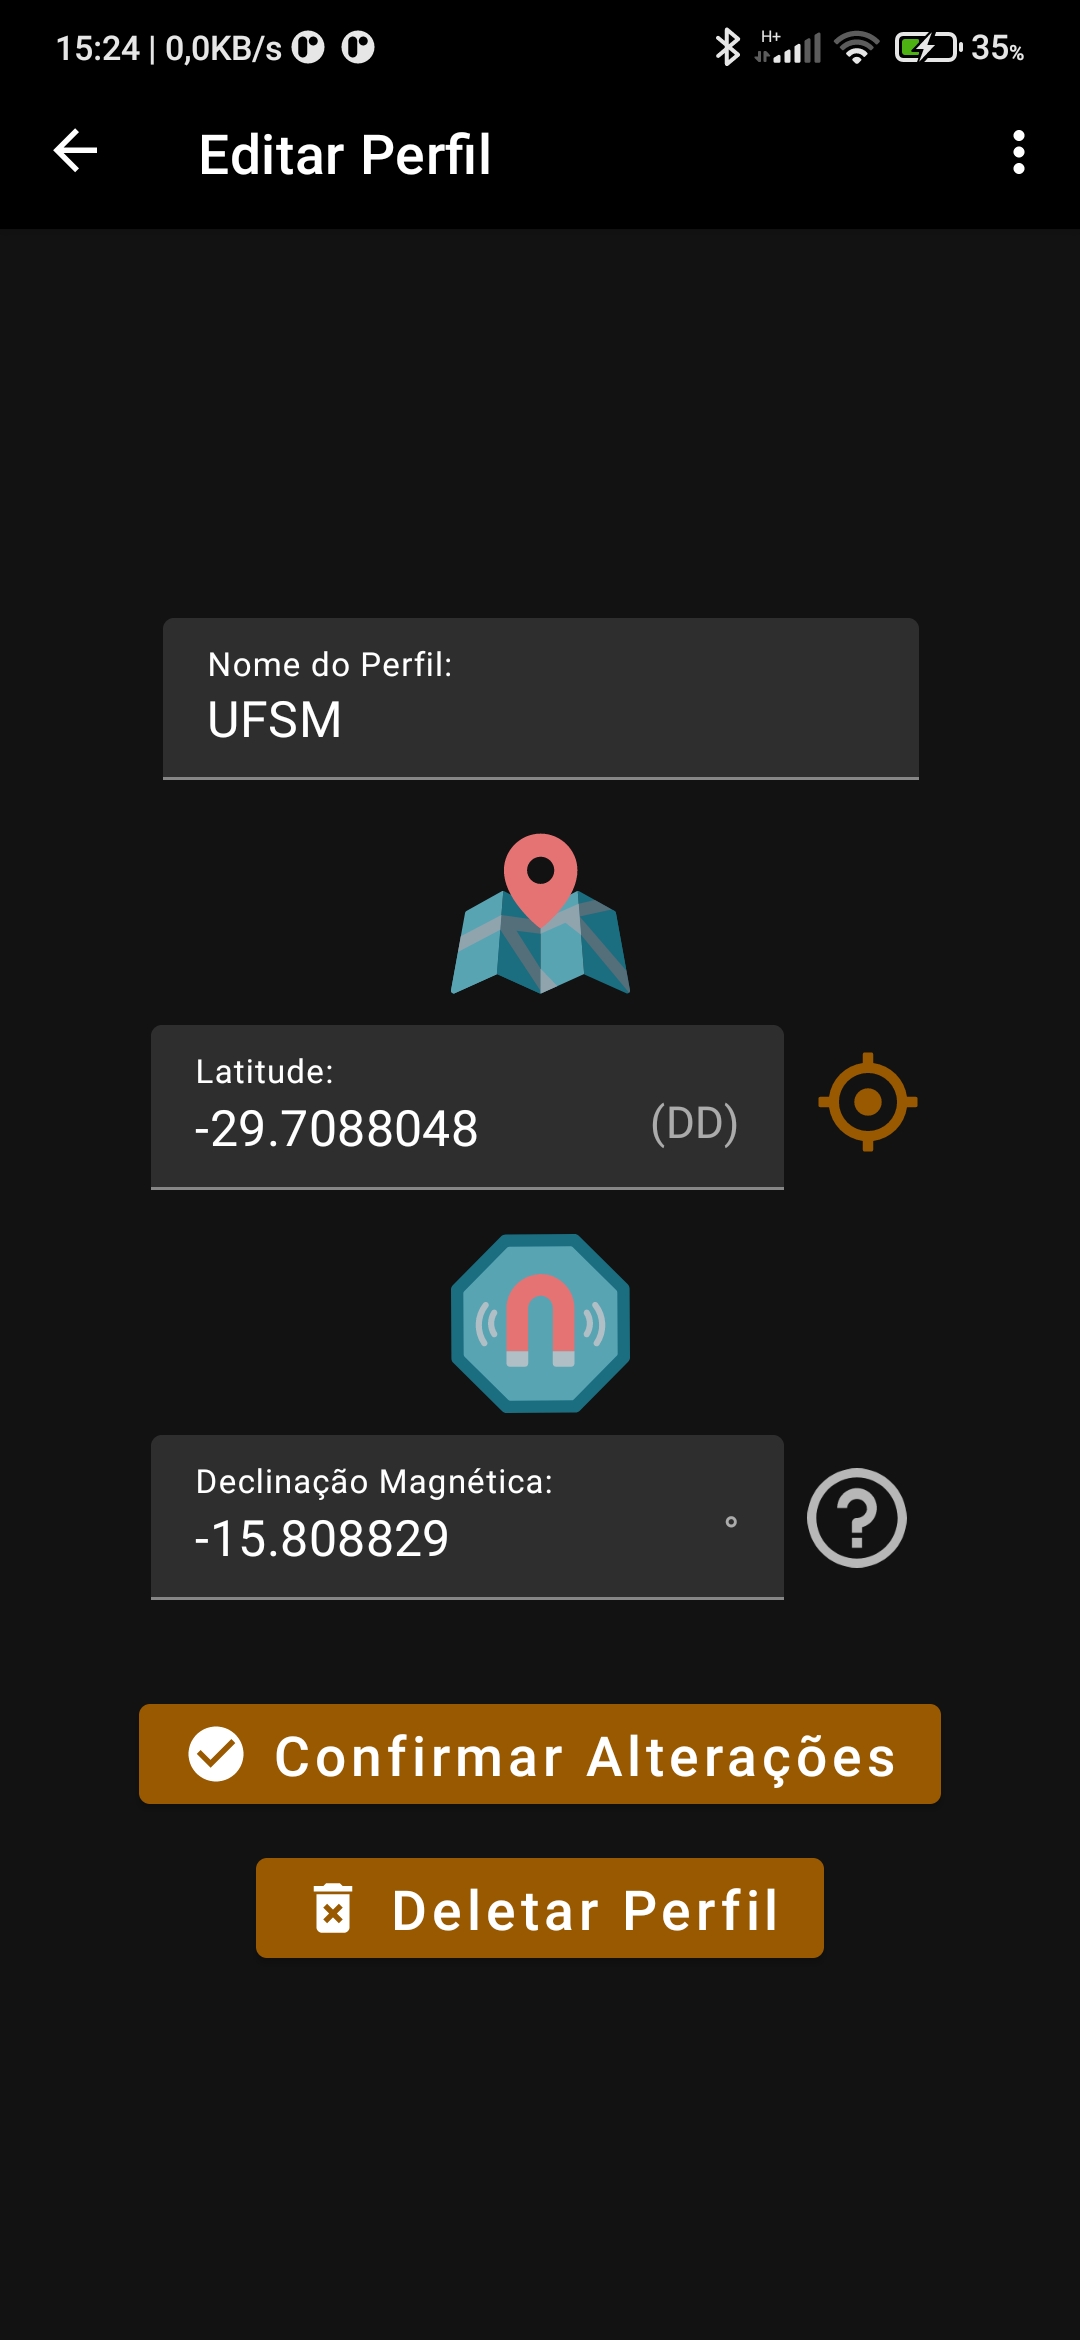 15:24 | 0,0KB/s H+ 35%
Editar Perfil
Nome do Perfil:
UFSM
Latitude:
-29.7088048 (DD)
Declinação Magnética:
-15.808829 °
Confirmar Alterações
Deletar Perfil